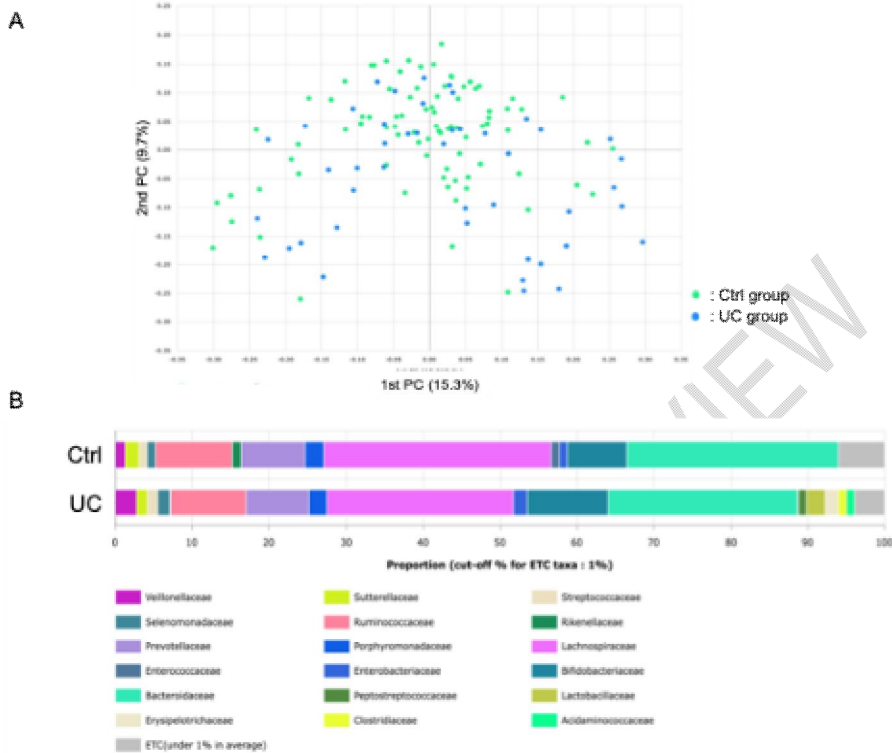 A
2nd PC (9.7%)
1st PC (15.3%)
: Ctrl group
: UC group
VIEW
B
Ctrl
UC
0 10 20 30 40 50 60 70 80 90 100
Proportion (cut-off % for ETC taxa : 1%)
Veillonellaceae Sutterellaceae Streptococcaceae
Selenomonadaceae Ruminococcaceae Rikenellaceae
Prevotellaceae Porphyromonadaceae Lachnospiraceae
Enterococcaceae Enterobacteriaceae Bifidobacteriaceae
Bacteroidaceae Peptostreptococcaceae Lactobacillaceae
Erysipelotrichaceae Clostridiaceae Acidaminococcaceae
ETC(under 1% in average)